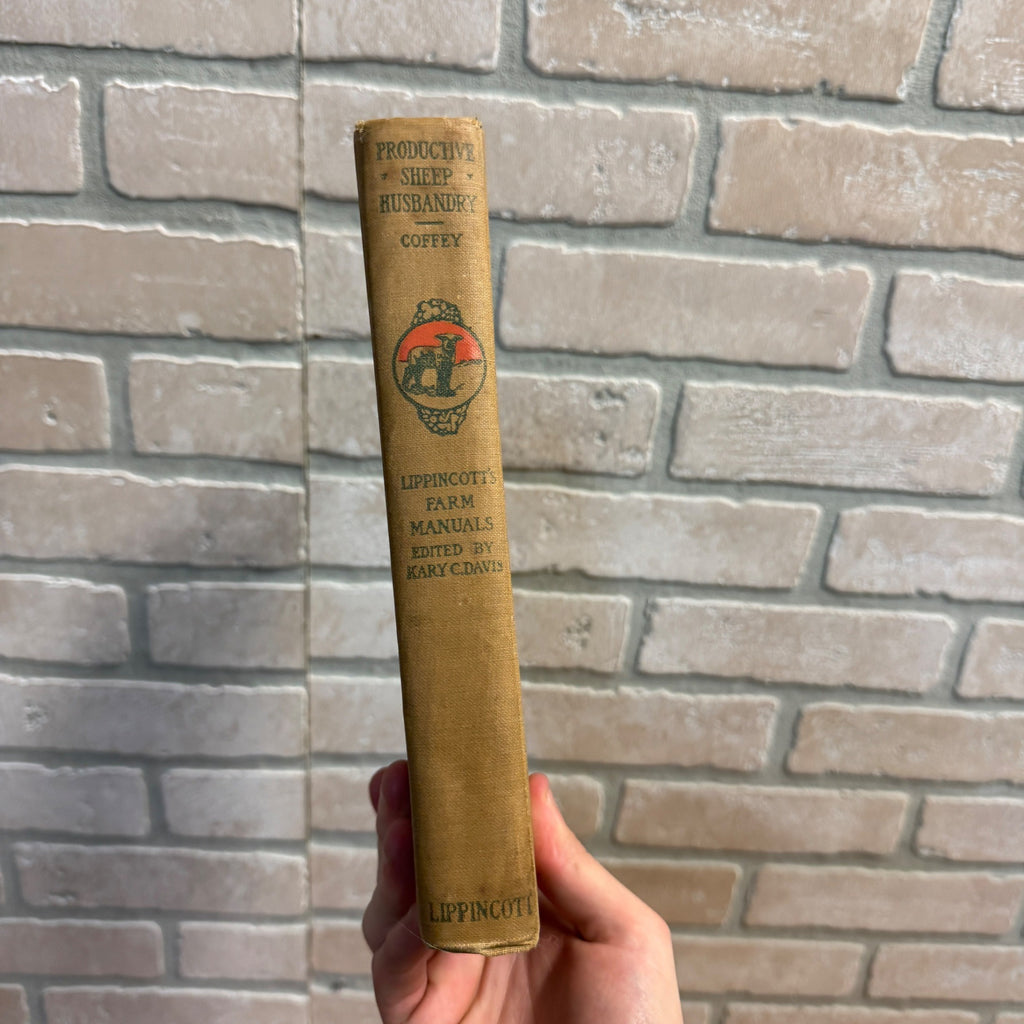 PRODUCTIVE
SHEEP
HUSBANDRY
COFFEY
LIPPINCOTT'S
FARM
MANUALS
EDITED BY
KARY C. DAVIS
LIPPINCOTT